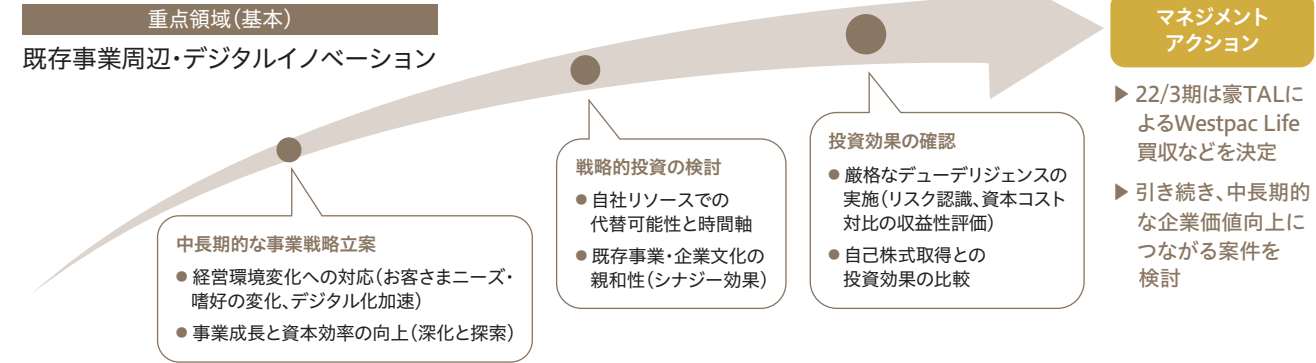 重点領域(基本)
既存事業周辺・デジタルイノベーション
中長期的な事業戦略立案
● 経営環境変化への対応(お客さまニーズ・
嗜好の変化、デジタル化加速)
● 事業成長と資本効率の向上(深化と探索)
戦略的投資の検討
● 自社リソースでの
代替可能性と時間軸
● 既存事業・企業文化の
親和性(シナジー効果)
投資効果の確認
● 厳格なデューデリジェンスの
実施(リスク認識、資本コスト
対比の収益性評価)
● 自己株式取得との
投資効果の比較
マネジメント
アクション
▶ 22/3期は豪TALに
よるWestpac Life
買収などを決定
▶ 引き続き、中長期的
な企業価値向上に
つながる案件を
検討